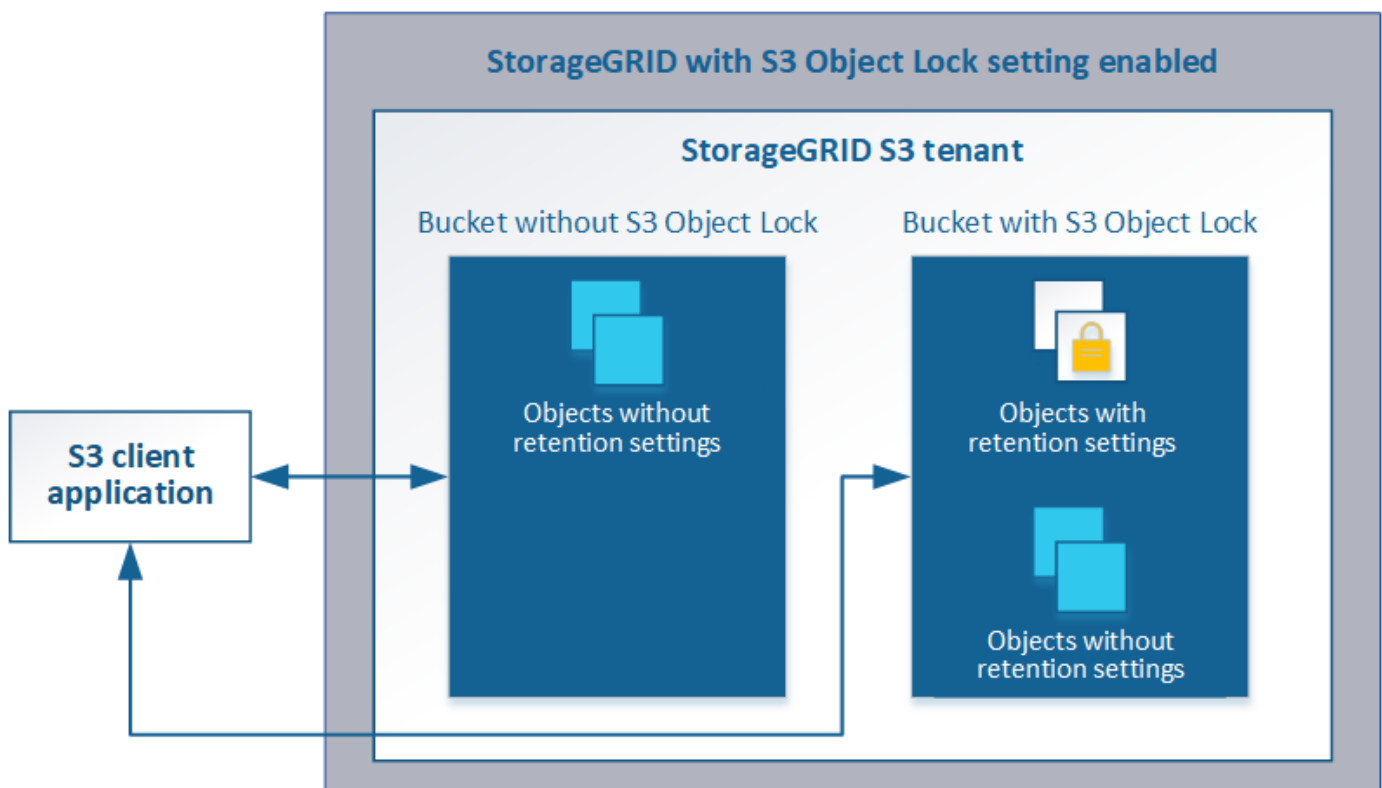 StorageGRID with S3 Object Lock setting enabled
StorageGRID S3 tenant
Bucket without S3 Object Lock
Bucket with S3 Object Lock
Objects without
retention settings
Objects with
retention settings
Objects without
retention settings
S3 client
application